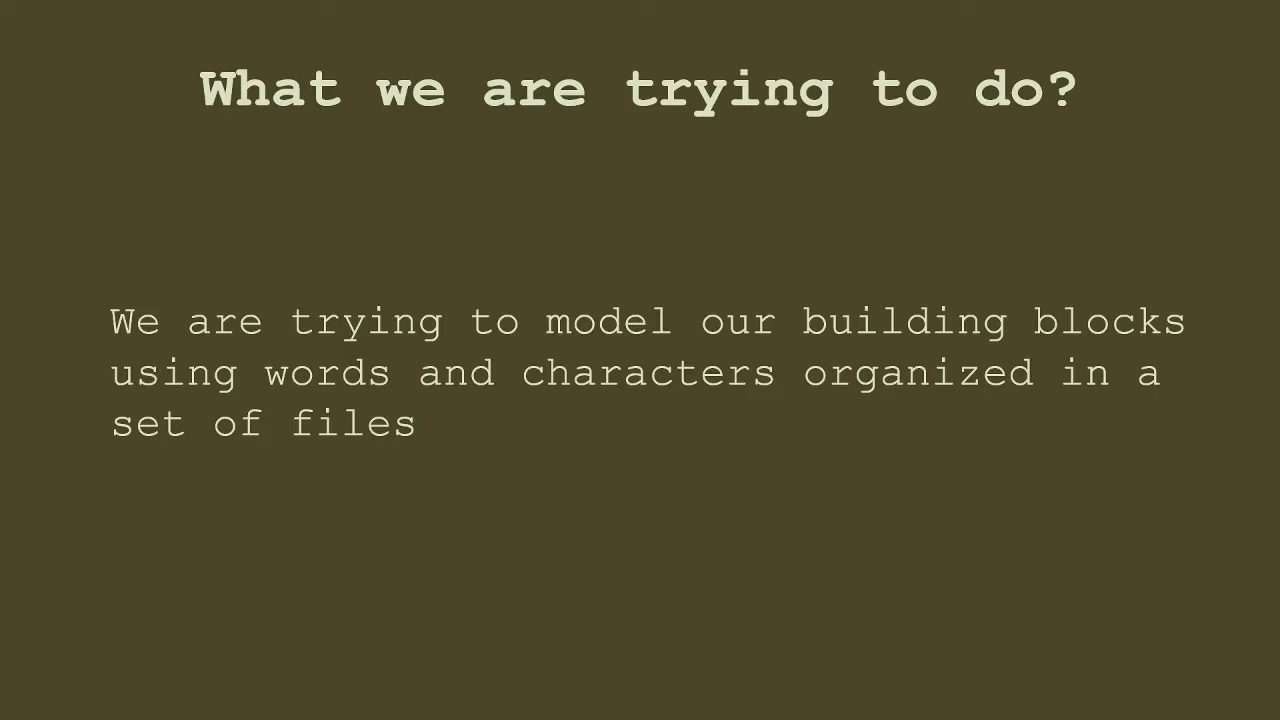 What we are trying to do?
We are trying to model our building blocks
using words and characters organized in a
set of files